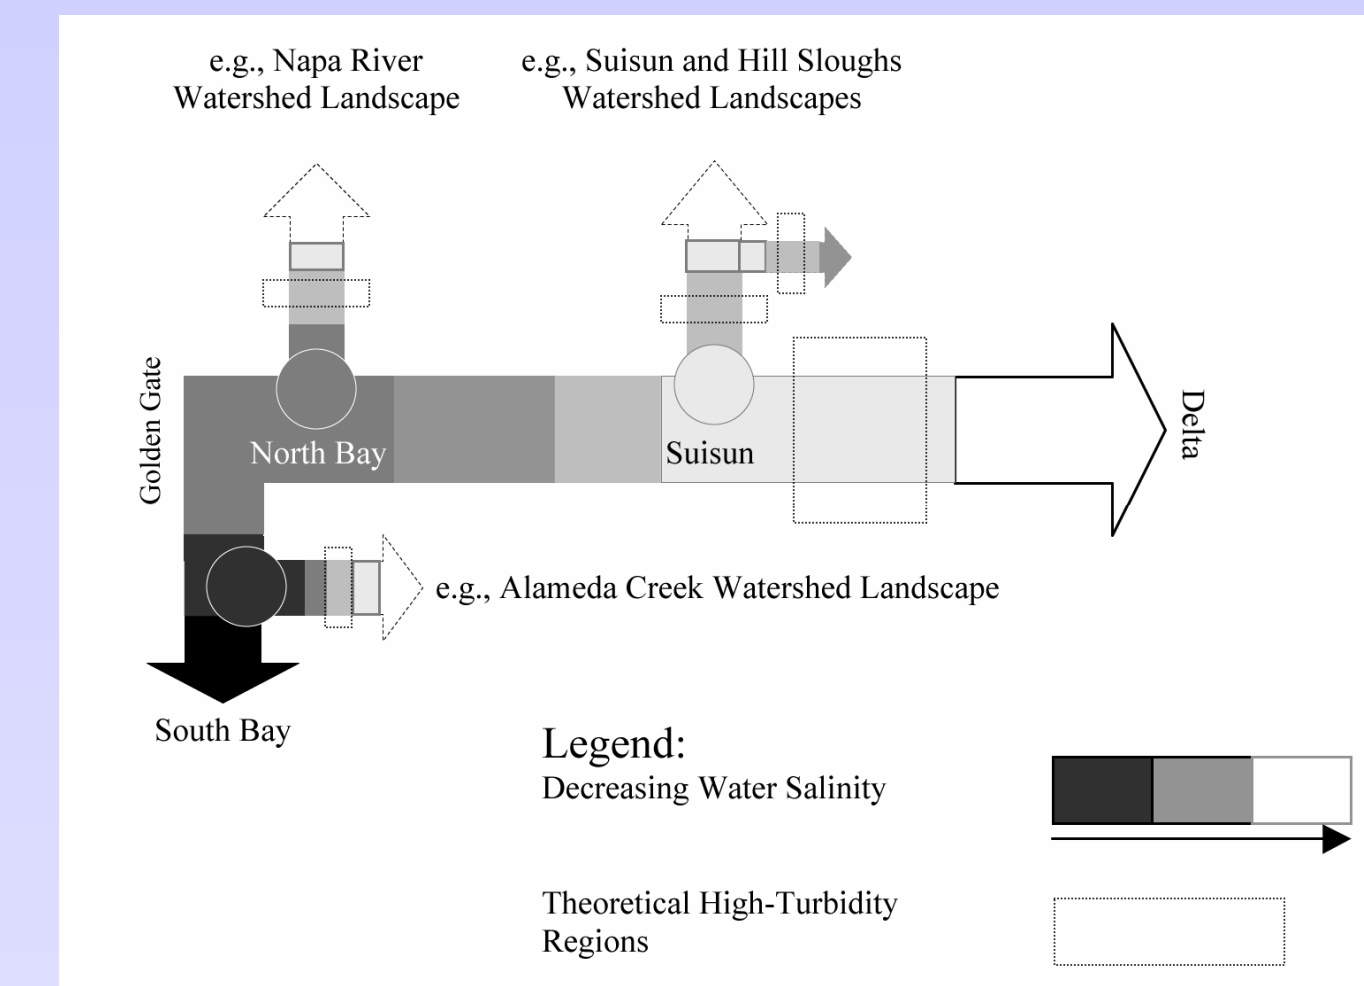 e.g., Napa River
Watershed Landscape
e.g., Suisun and Hill Sloughs
Watershed Landscapes
Golden Gate
North Bay
Suisun
Delta
e.g., Alameda Creek Watershed Landscape
South Bay
Legend:
Decreasing Water Salinity
Theoretical High-Turbidity
Regions